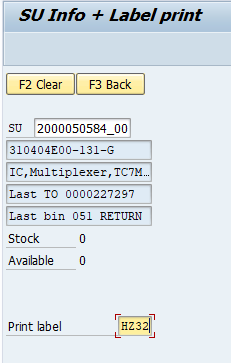 SU Info + Label print
F2 Clear F3 Back
SU 2000050584_00
310404E00-131-G
IC,Multiplexer,TC7M…
Last TO 0000227297
Last bin 051 RETURN
Stock 0
Available 0
Print label HZ32